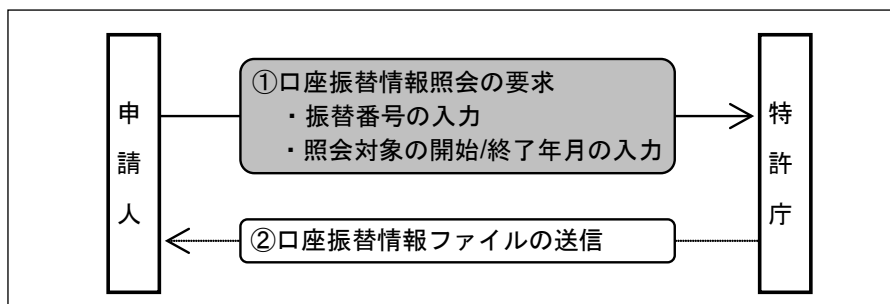 申請人
①口座振替情報照会の要求
・振替番号の入力
・照会対象の開始/終了年月の入力
特許庁
②口座振替情報ファイルの送信